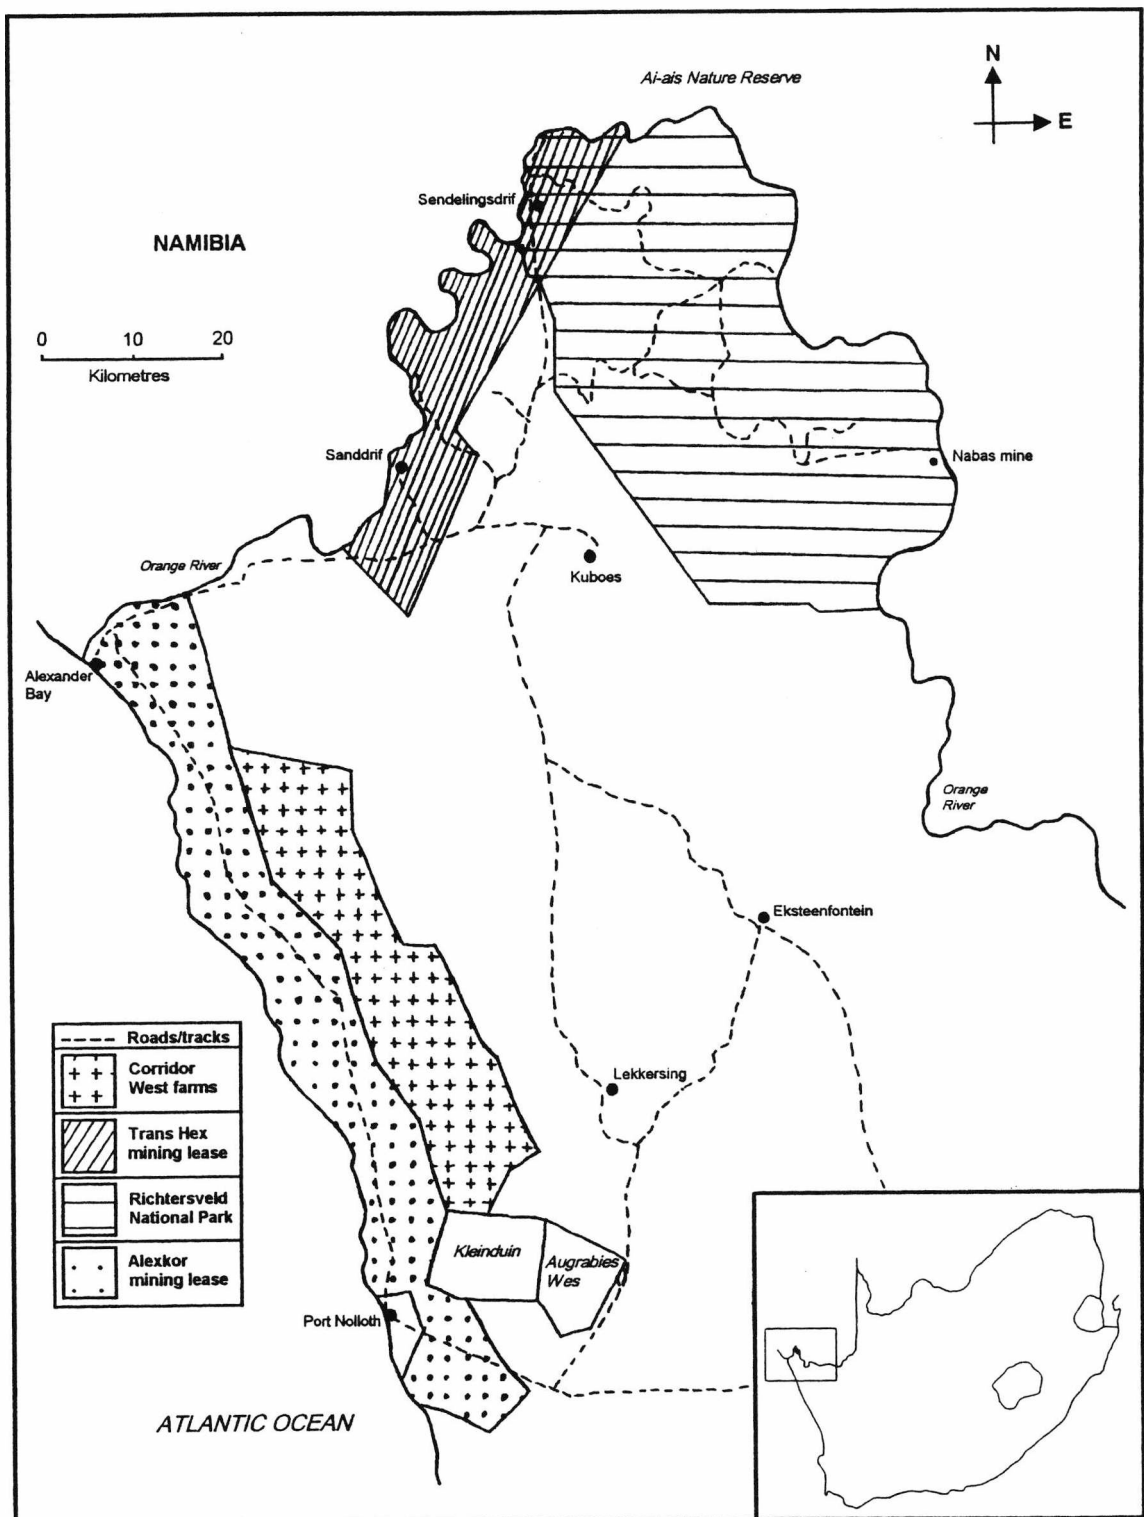 Ai-ais Nature Reserve
N
E
Sendelingsdrif
NAMIBIA
0 10 20
Kilometres
Sanddrif
Nabas mine
Orange River
Kuboes
Alexander
Bay
Orange
River
Eksteenfontein
Roads/tracks
Corridor
West farms
Trans Hex
mining lease
Richtersveld
National Park
Alexkor
mining lease
Lekkersing
Kleinduin
Augrabies
Wes
Port Nolloth
ATLANTIC OCEAN